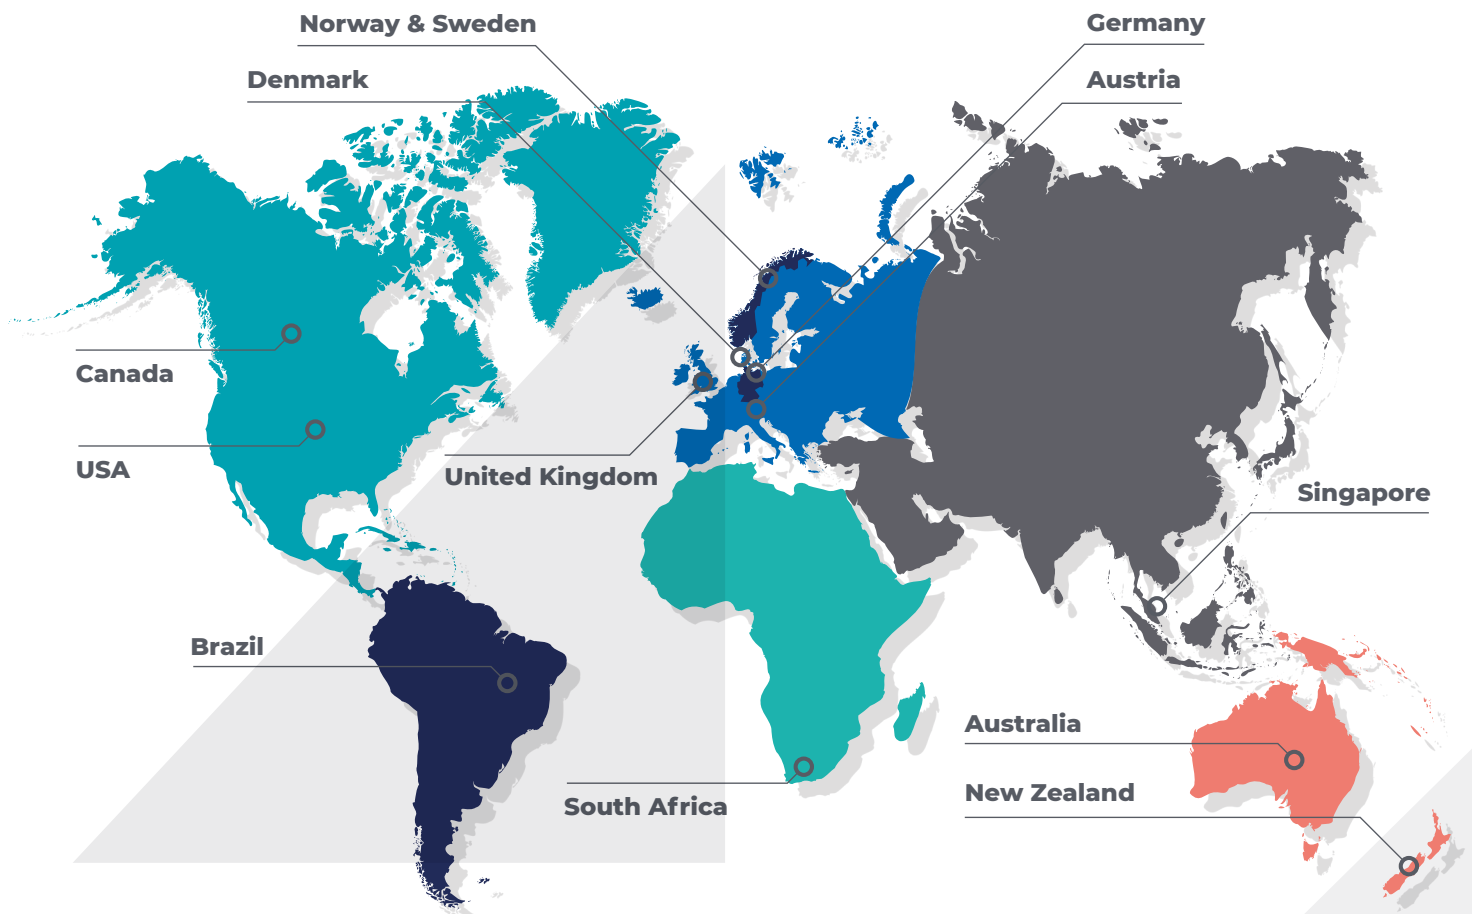 Norway & Sweden
Germany
Denmark
Austria
Canada
USA
United Kingdom
Singapore
Brazil
Australia
New Zealand
South Africa